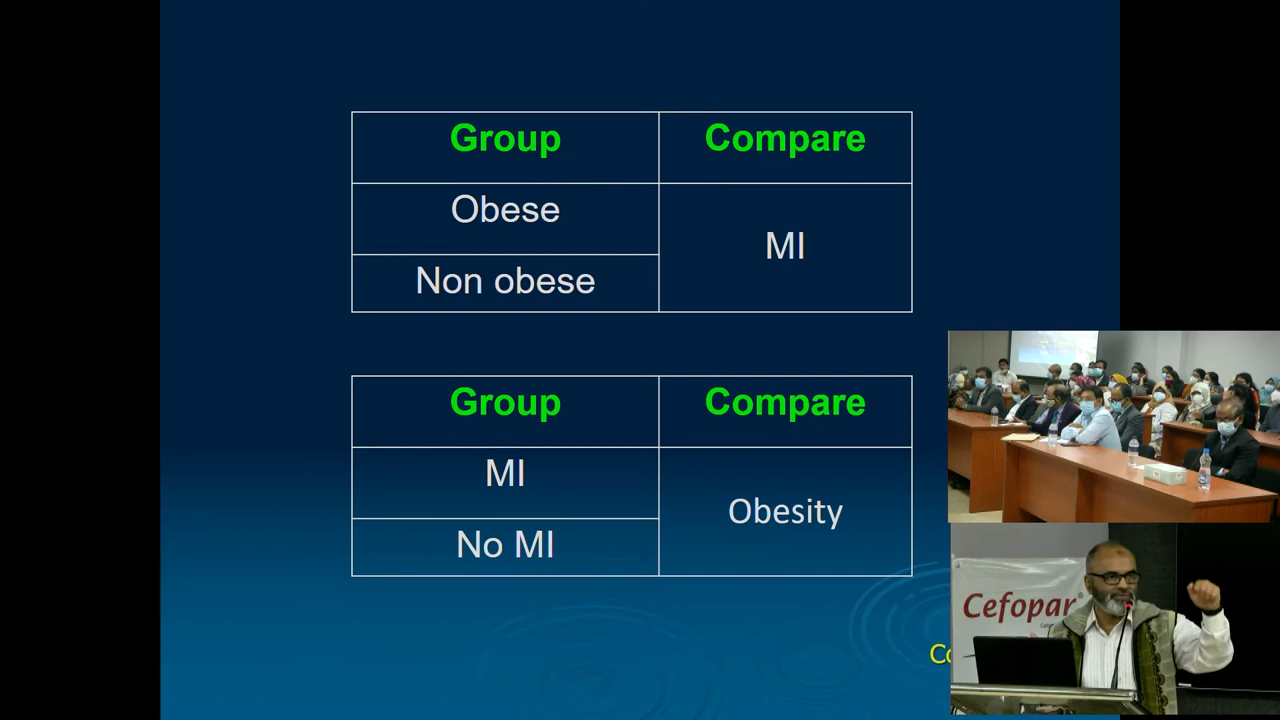 Group
Compare
Obese
MI
Non obese
Group
Compare
MI
Obesity
No MI
Cefopar®